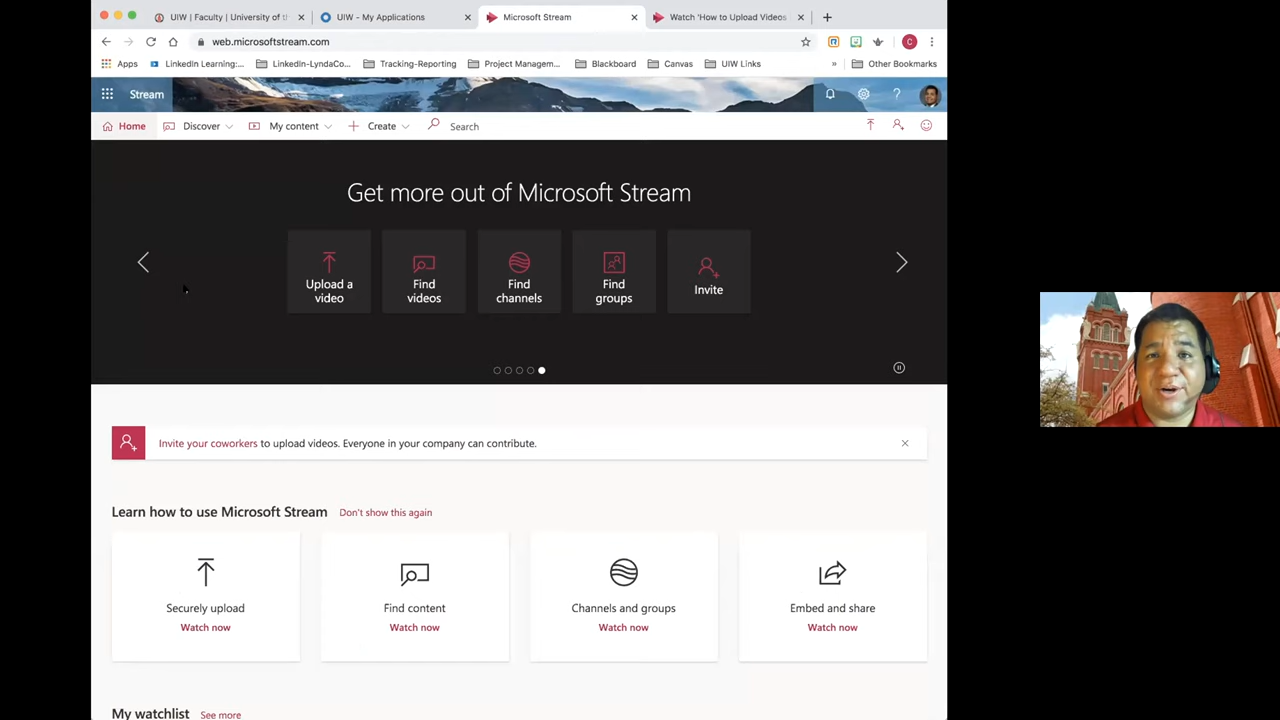 UIW | Faculty | University of th
UIW - My Applications
Microsoft Stream
Watch 'How to Upload Videos
web.microsoftstream.com
C
Apps
LinkedIn Learning:...
LinkedIn-LyndaCo...
Tracking-Reporting
Project Managem...
Blackboard
Canvas
UIW Links
»
Other Bookmarks
Stream
?
Home
Discover
My content
Create
Search
Get more out of Microsoft Stream
Upload a
video
Find
videos
Find
channels
Find
groups
Invite
Invite your coworkers to upload videos. Everyone in your company can contribute.
Learn how to use Microsoft Stream Don't show this again
Securely upload
Watch now
Find content
Watch now
Channels and groups
Watch now
Embed and share
Watch now
My watchlist See more